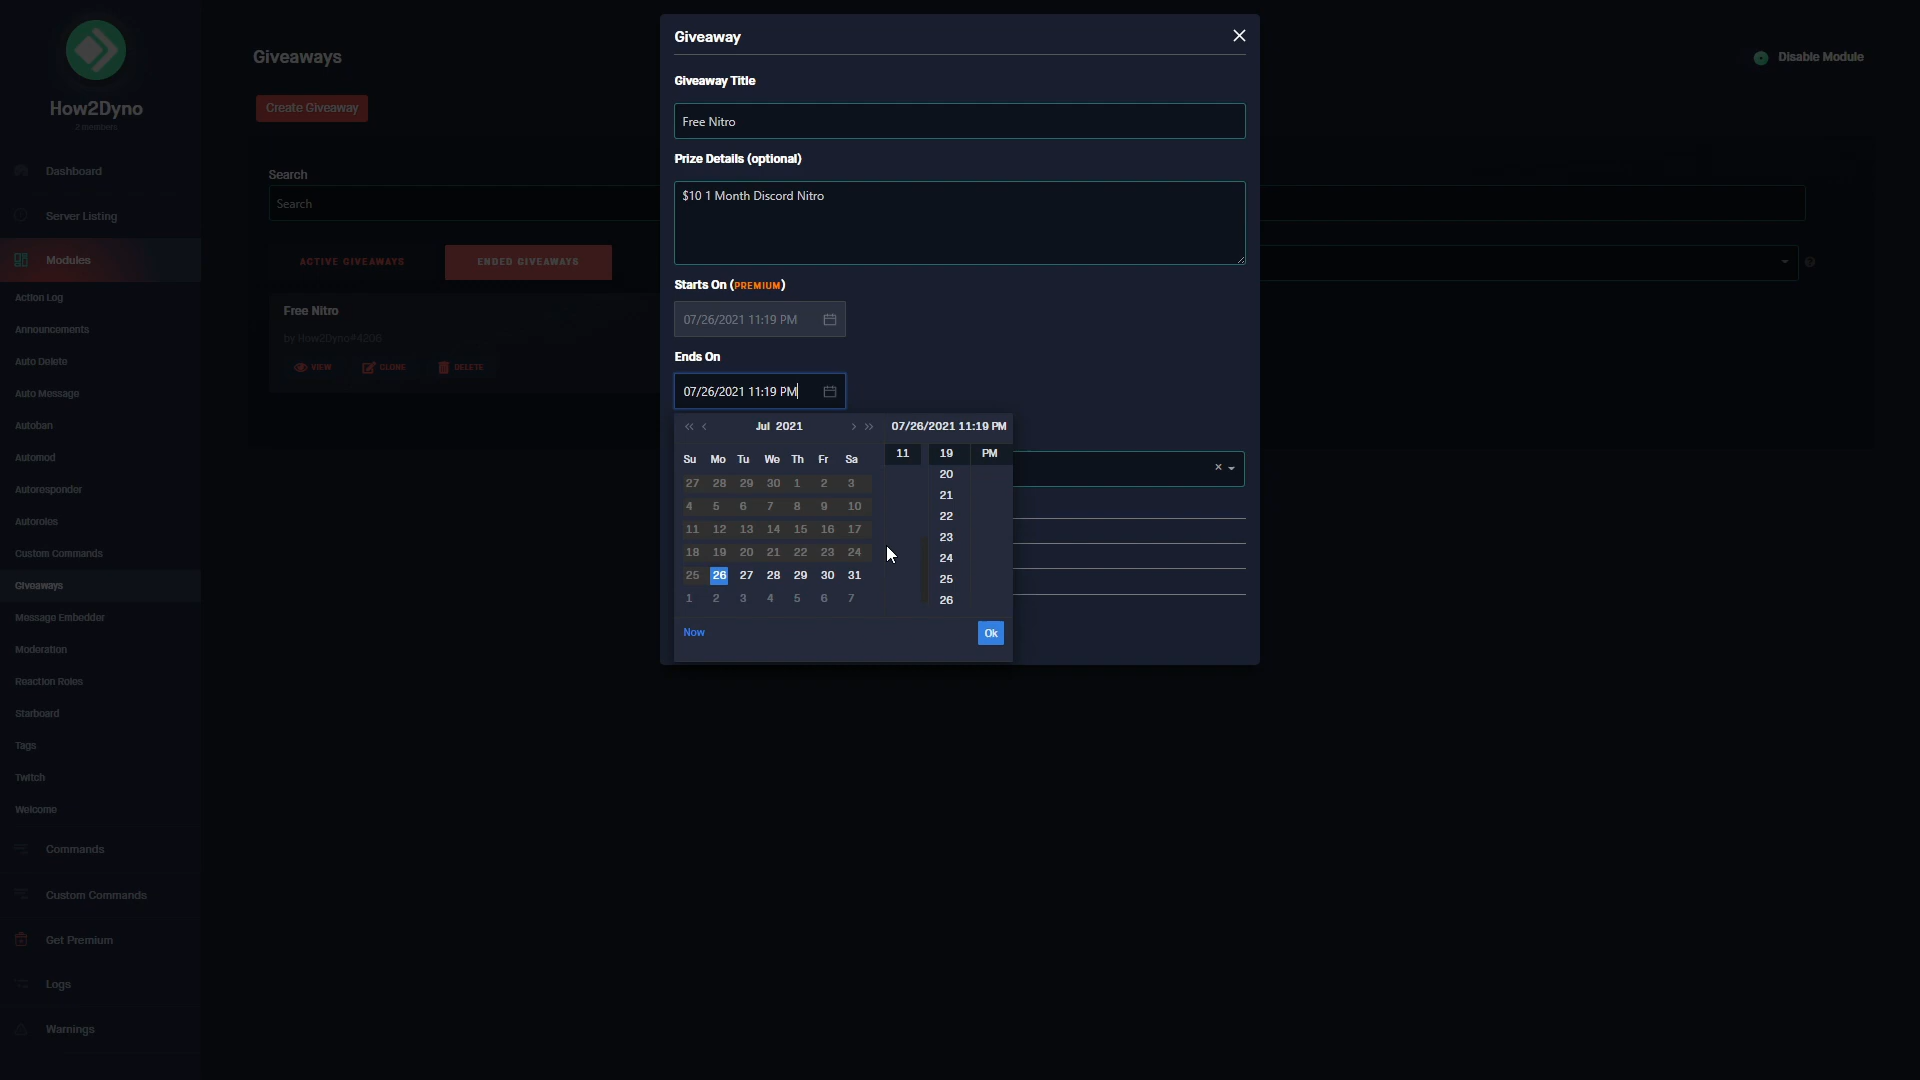 How2Dyno
2 members
Dashboard
Server Listing
Modules
Action Log
Announcements
Auto Delete
Auto Message
Autoban
Automod
Autoresponder
Autoroles
Custom Commands
Giveaways
Message Embedder
Moderation
Reaction Roles
Starboard
Tags
Twitch
Welcome
Commands
Custom Commands
Get Premium
Logs
Warnings
Giveaways
Disable Module
Create Giveaway
Search
Search
ACTIVE GIVEAWAYS
ENDED GIVEAWAYS
Free Nitro
by How2Dyno#4206
VIEW
CLONE
DELETE
Giveaway
Giveaway Title
Free Nitro
Prize Details (optional)
$10 1 Month Discord Nitro
Starts On (PREMIUM)
07/26/2021 11:19 PM
Ends On
07/26/2021 11:19 PM
Jul 2021
07/26/2021 11:19 PM
Su Mo Tu We Th Fr Sa
27 28 29 30 1 2 3
4 5 6 7 8 9 10
11 12 13 14 15 16 17
18 19 20 21 22 23 24
25 26 27 28 29 30 31
1 2 3 4 5 6 7
11 19 PM
20
21
22
23
24
25
26
Now
Ok